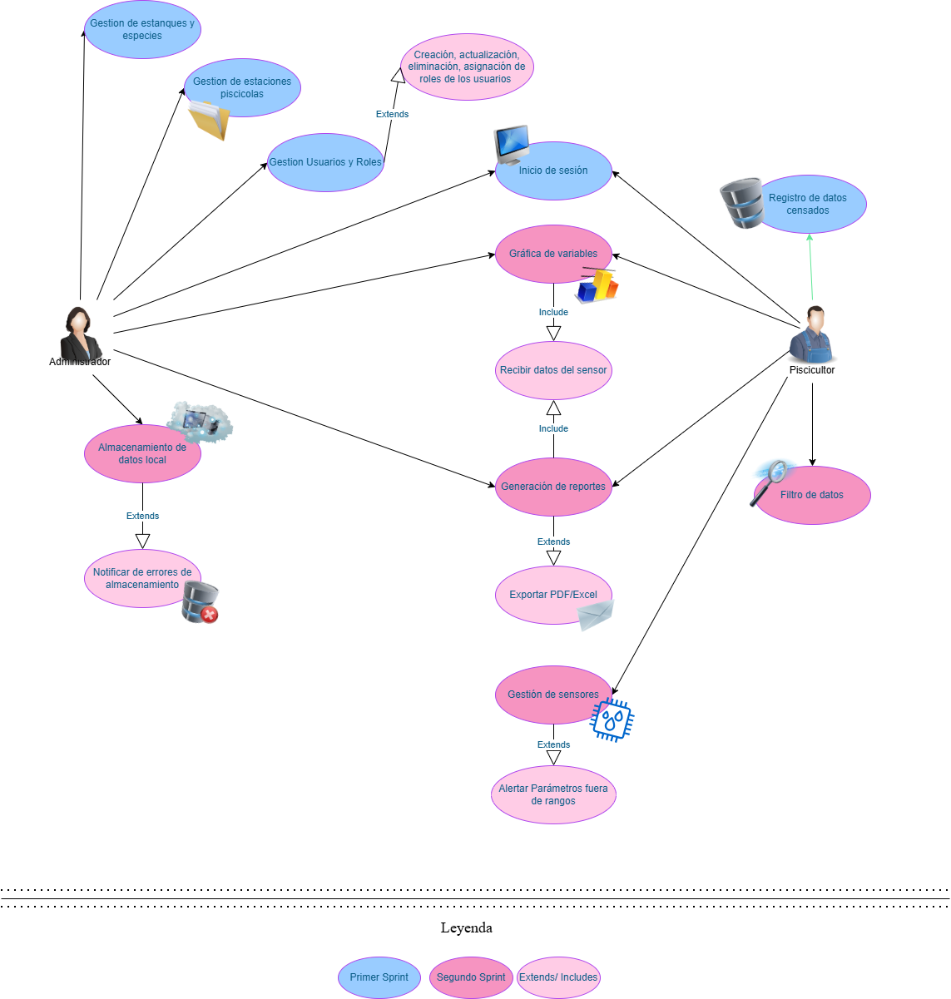 Gestion de estanques y
especies
Creación, actualización,
eliminación, asignación de
roles de los usuarios
Gestion de estaciones
piscicolas
Extends
Gestion Usuarios y Roles
Inicio de sesión
Registro de datos
censados
Gráfica de variables
Include
Administrador
Recibir datos del sensor
Piscicultor
Include
Almacenamiento de
datos local
Generación de reportes
Filtro de datos
Extends
Extends
Notificar de errores de
almacenamiento
Exportar PDF/Excel
Gestión de sensores
Extends
Alertar Parámetros fuera
de rangos
Leyenda
Primer Sprint
Segundo Sprint
Extends/ Includes